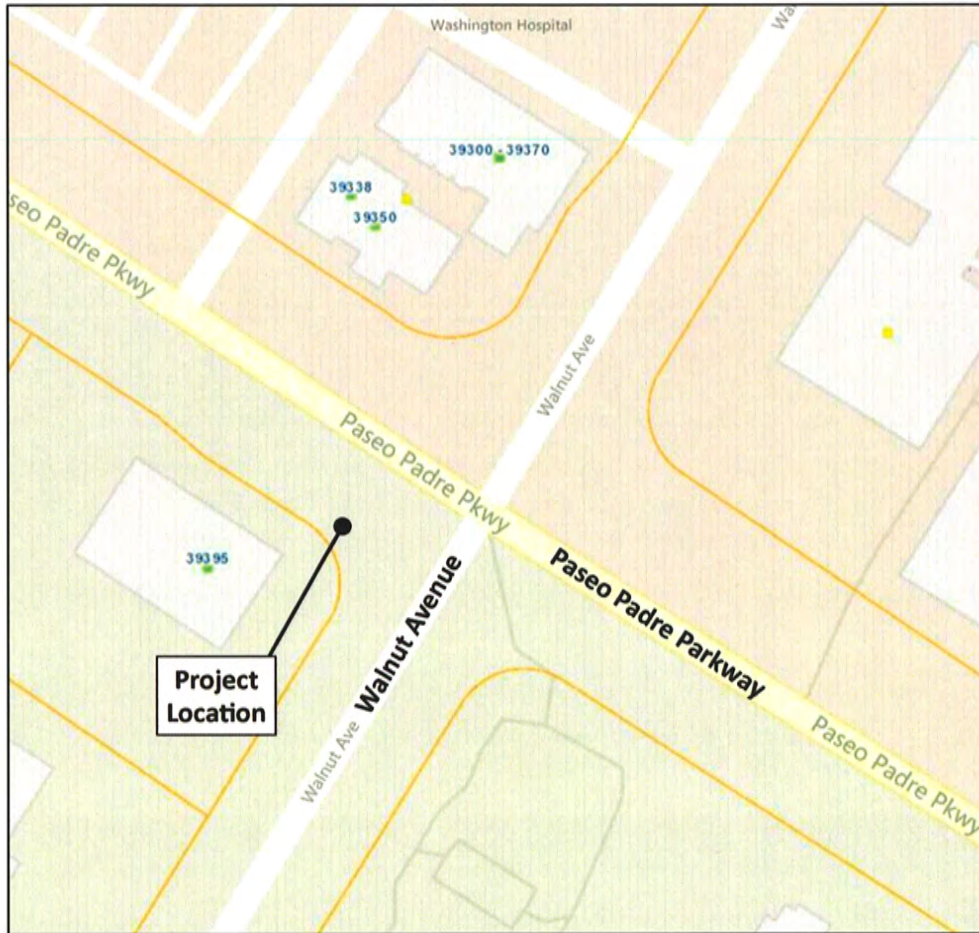 Washington Hospital
39300 - 39370
39338
39350
seo Padre Pkwy
Walnut Ave
Paseo Padre Pkwy
39395
Walnut Avenue
Paseo Padre Parkway
Project
Location
Walnut Ave
Paseo Padre Pkwy